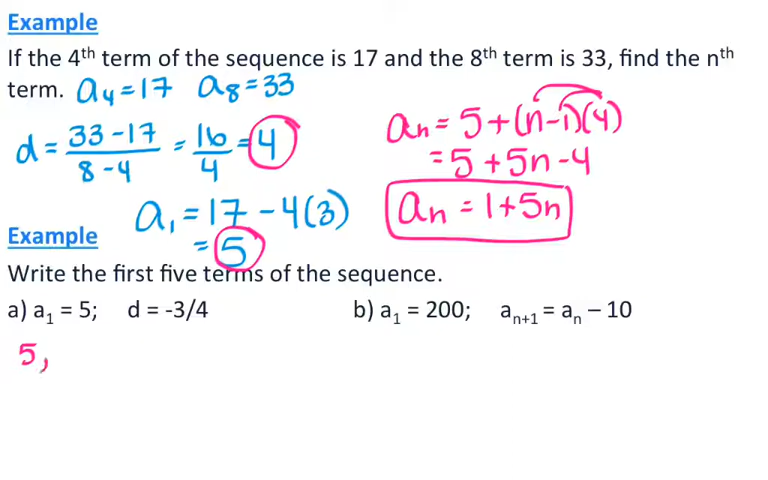 Example
If the 4th term of the sequence is 17 and the 8th term is 33, find the nth
term. a4 = 17 a8 = 33
d = 33 - 17 / 8 - 4 = 16 / 4 = 4
a1 = 17 - 4(3)
= 5
an = 5 + (n - 1)(4)
= 5 + 5n - 4
an = 1 + 5n
Example
Write the first five terms of the sequence.
a) a1 = 5; d = -3/4 b) a1 = 200; an+1 = an – 10
5,